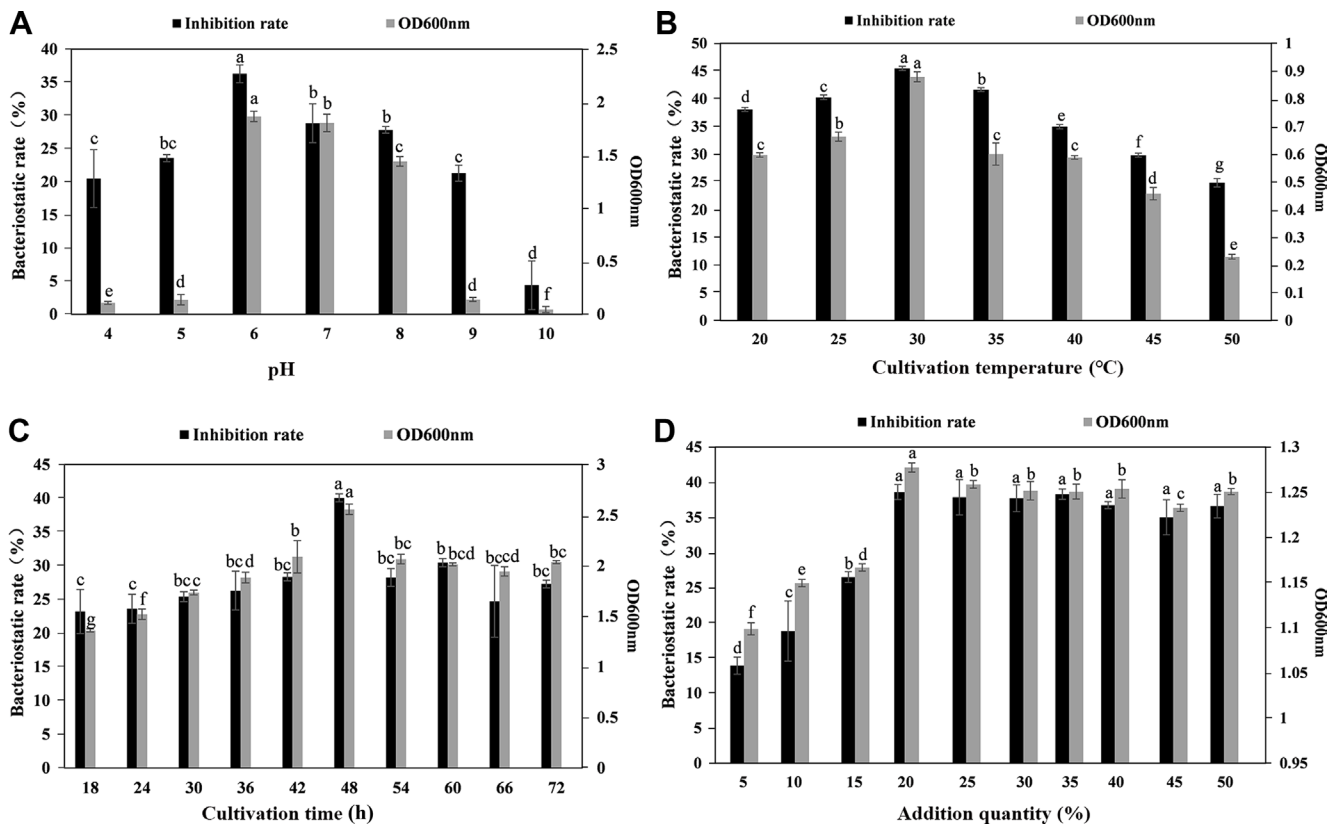 A
Inhibition rate OD600nm
Bacteriostatic rate (%)
40
35
30
25
20
15
10
5
0
c e
bc d
a a
b b
b c
c d
d f
2.5
2
1.5
1
0.5
0
OD600nm
4 5 6 7 8 9 10
pH
B
Inhibition rate OD600nm
Bacteriostatic rate (%)
50
45
40
35
30
25
20
15
10
5
0
d c
c b
a a
b c
e c
f d
g e
1
0.9
0.8
0.7
0.6
0.5
0.4
0.3
0.2
0.1
0
OD600nm
20 25 30 35 40 45 50
Cultivation temperature (°C)
C
Inhibition rate OD600nm
Bacteriostatic rate (%)
45
40
35
30
25
20
15
10
5
0
c g
c f
bc c
bc d
bc b
a a
bc bc
b bcd
bc cd
bc bc
3
2.5
2
1.5
1
0.5
0
OD600nm
18 24 30 36 42 48 54 60 66 72
Cultivation time (h)
D
Inhibition rate OD600nm
Bacteriostatic rate (%)
45
40
35
30
25
20
15
10
5
0
d f
c e
b d
a a
a b
a b
a b
a b
a c
a b
1.3
1.25
1.2
1.15
1.1
1.05
1
0.95
OD600nm
5 10 15 20 25 30 35 40 45 50
Addition quantity (%)